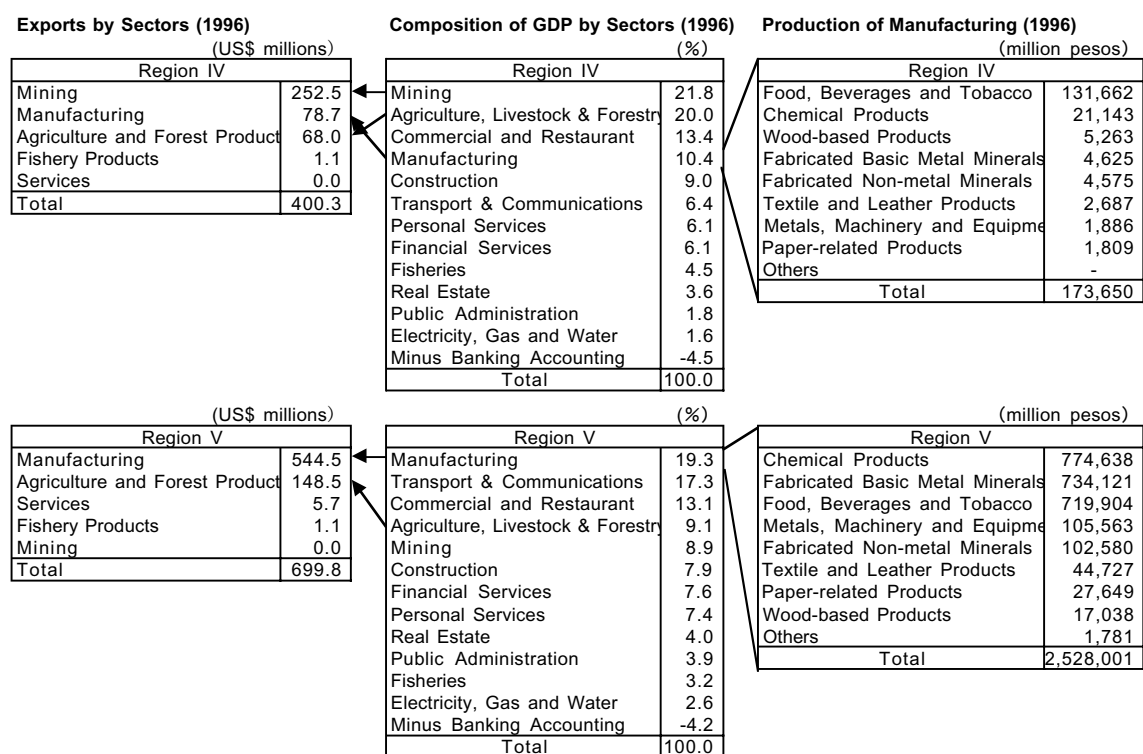 Exports by Sectors (1996)
(US$ millions)
Region IV
Mining 252.5
Manufacturing 78.7
Agriculture and Forest Product 68.0
Fishery Products 1.1
Services 0.0
Total 400.3
Composition of GDP by Sectors (1996)
(%)
Region IV
Mining 21.8
Agriculture, Livestock & Forestry 20.0
Commercial and Restaurant 13.4
Manufacturing 10.4
Construction 9.0
Transport & Communications 6.4
Personal Services 6.1
Financial Services 6.1
Fisheries 4.5
Real Estate 3.6
Public Administration 1.8
Electricity, Gas and Water 1.6
Minus Banking Accounting -4.5
Total 100.0
Production of Manufacturing (1996)
(million pesos)
Region IV
Food, Beverages and Tobacco 131,662
Chemical Products 21,143
Wood-based Products 5,263
Fabricated Basic Metal Minerals 4,625
Fabricated Non-metal Minerals 4,575
Textile and Leather Products 2,687
Metals, Machinery and Equipme 1,886
Paper-related Products 1,809
Others -
Total 173,650
(US$ millions)
Region V
Manufacturing 544.5
Agriculture and Forest Product 148.5
Services 5.7
Fishery Products 1.1
Mining 0.0
Total 699.8
(%)
Region V
Manufacturing 19.3
Transport & Communications 17.3
Commercial and Restaurant 13.1
Agriculture, Livestock & Forestry 9.1
Mining 8.9
Construction 7.9
Financial Services 7.6
Personal Services 7.4
Real Estate 4.0
Public Administration 3.9
Fisheries 3.2
Electricity, Gas and Water 2.6
Minus Banking Accounting -4.2
Total 100.0
(million pesos)
Region V
Chemical Products 774,638
Fabricated Basic Metal Minerals 734,121
Food, Beverages and Tobacco 719,904
Metals, Machinery and Equipme 105,563
Fabricated Non-metal Minerals 102,580
Textile and Leather Products 44,727
Paper-related Products 27,649
Wood-based Products 17,038
Others 1,781
Total 2,528,001